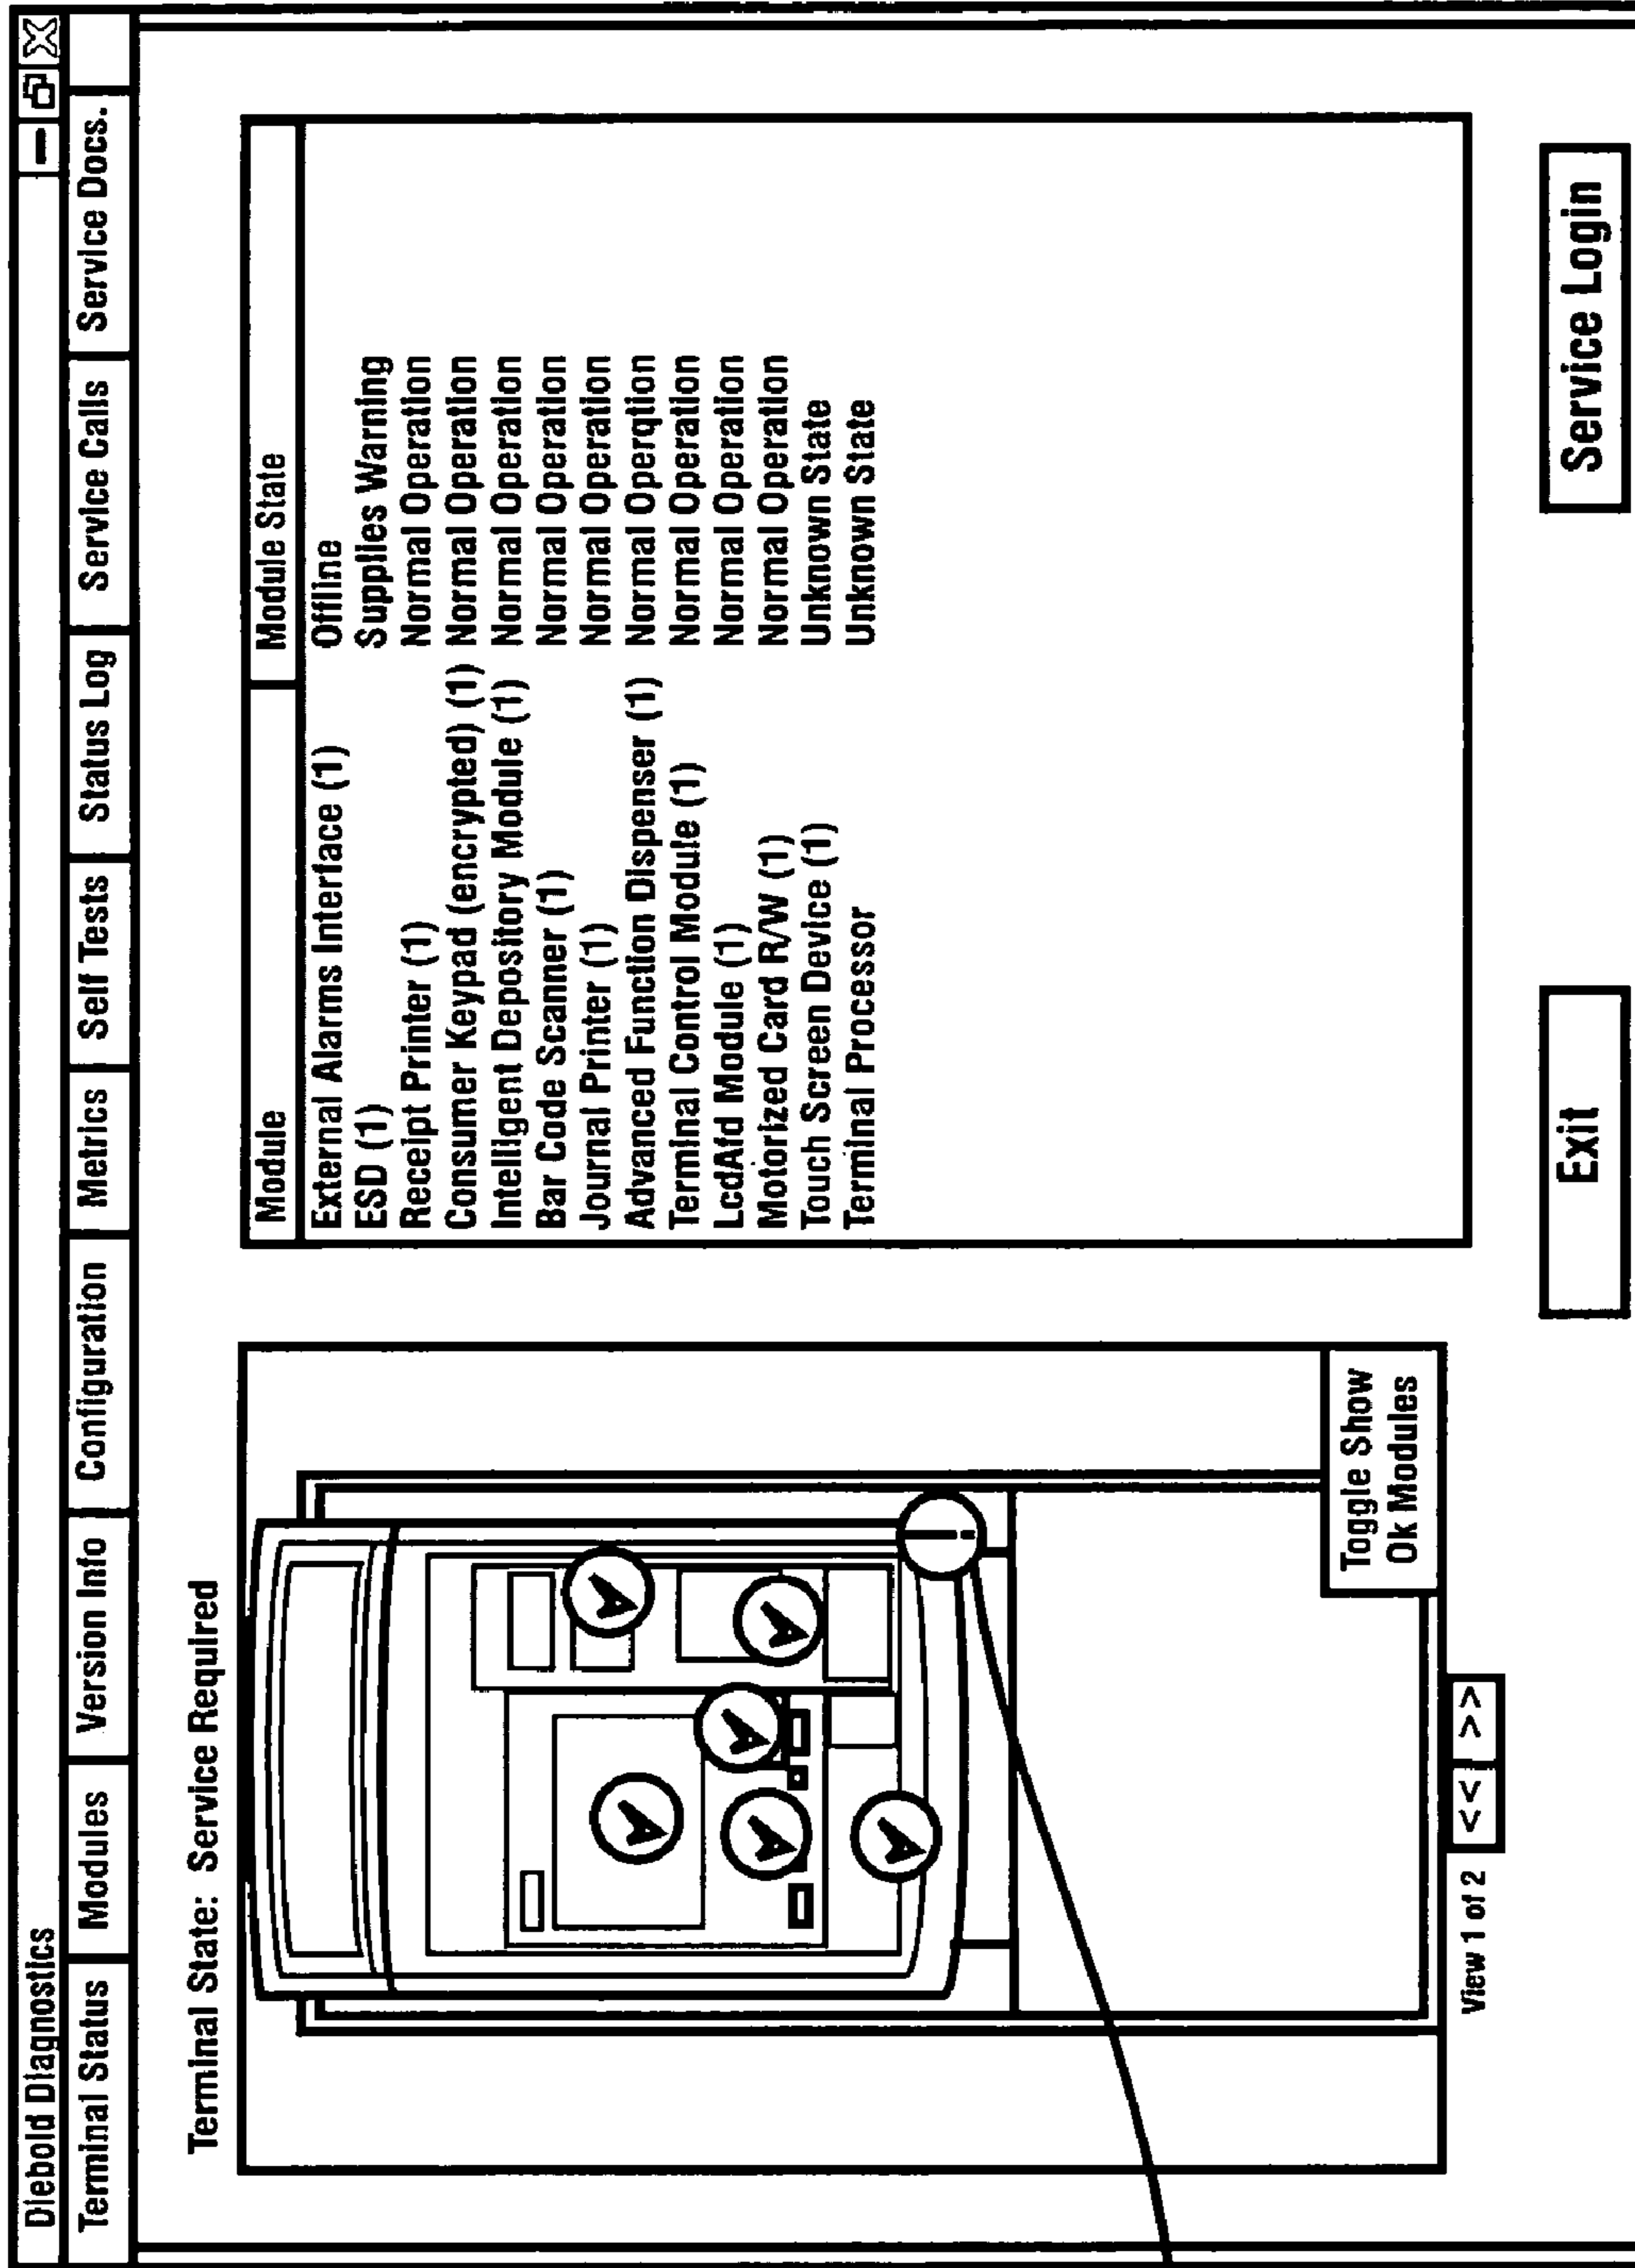 Diebold Diagnostics
Terminal Status Modules Version Info Configuration Metrics Self Tests Status Log Service Calls Service Docs.
Terminal State: Service Required
Toggle Show
Ok Modules
View 1 of 2 << >>
Module Module State
External Alarms Interface (1) Offline
ESD (1) Supplies Warning
Receipt Printer (1) Normal Operation
Consumer Keypad (encrypted) (1) Normal Operation
Intelligent Depository Module (1) Normal Operation
Bar Code Scanner (1) Normal Operation
Journal Printer (1) Normal Operation
Advanced Function Dispenser (1) Normal Operqtion
Terminal Control Module (1) Normal Operation
LcdAfd Module (1) Normal Operation
Motorized Card R/W (1) Normal Operation
Touch Screen Device (1) Unknown State
Terminal Processor Unknown State
Exit Service Login